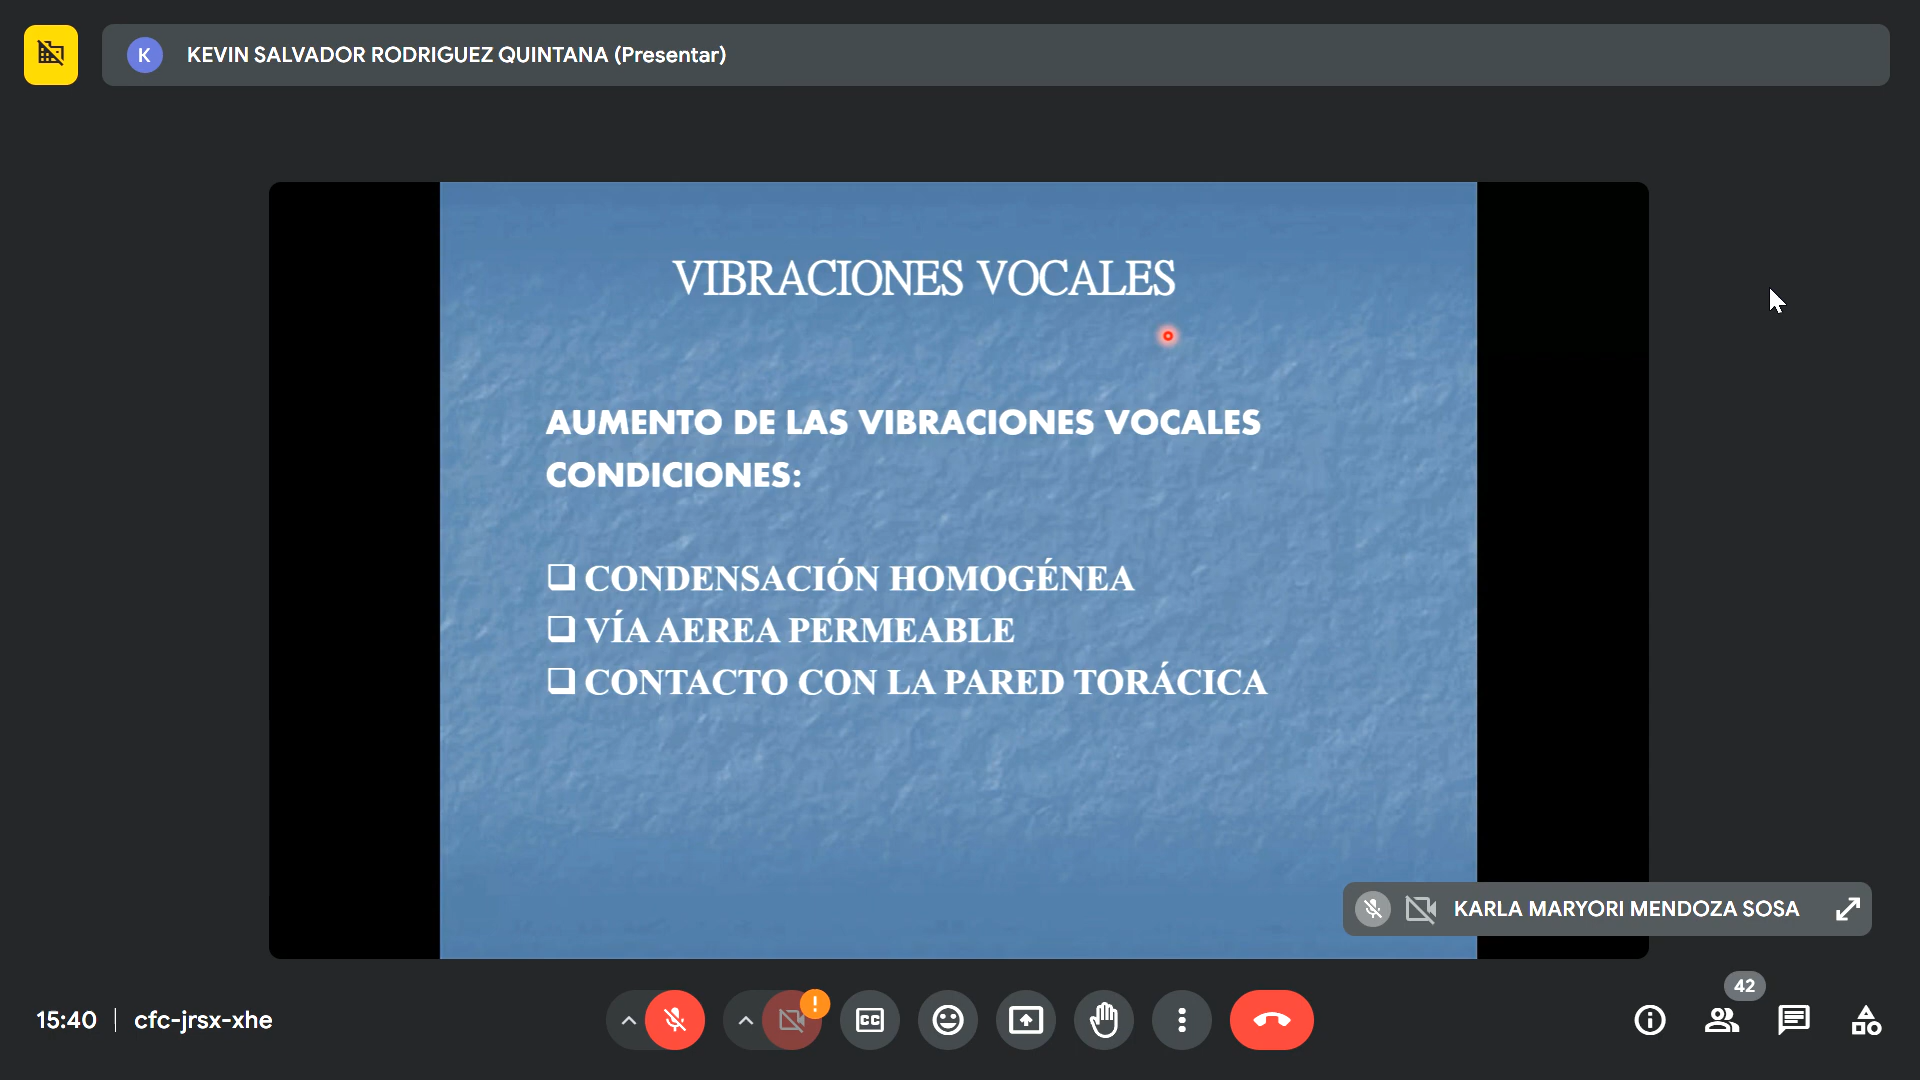 K KEVIN SALVADOR RODRIGUEZ QUINTANA (Presentar)
VIBRACIONES VOCALES
AUMENTO DE LAS VIBRACIONES VOCALES
CONDICIONES:
❑ CONDENSACIÓN HOMOGÉNEA
❑ VÍA AEREA PERMEABLE
❑ CONTACTO CON LA PARED TORÁCICA
KARLA MARYORI MENDOZA SOSA
15:40 | cfc-jrsx-xhe
!
CC
42